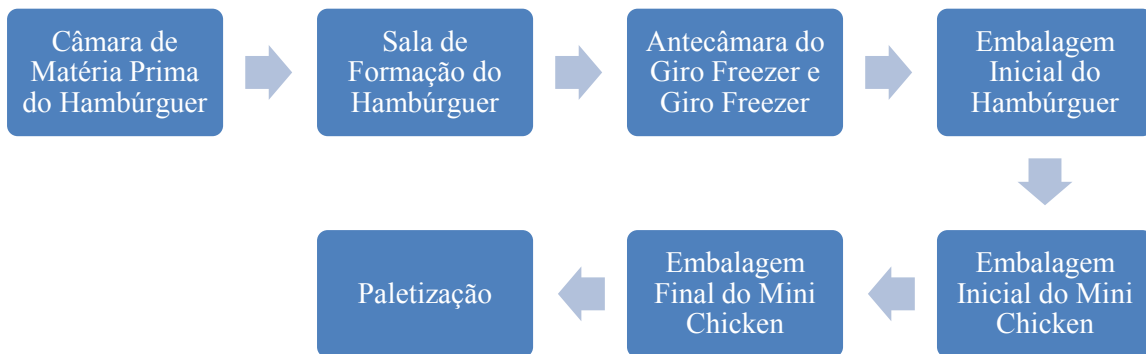 Câmara de
Matéria Prima
do Hambúrguer
Sala de
Formação do
Hambúrguer
Antecâmara do
Giro Freezer e
Giro Freezer
Embalagem
Inicial do
Hambúrguer
Embalagem
Inicial do Mini
Chicken
Embalagem
Final do Mini
Chicken
Paletização